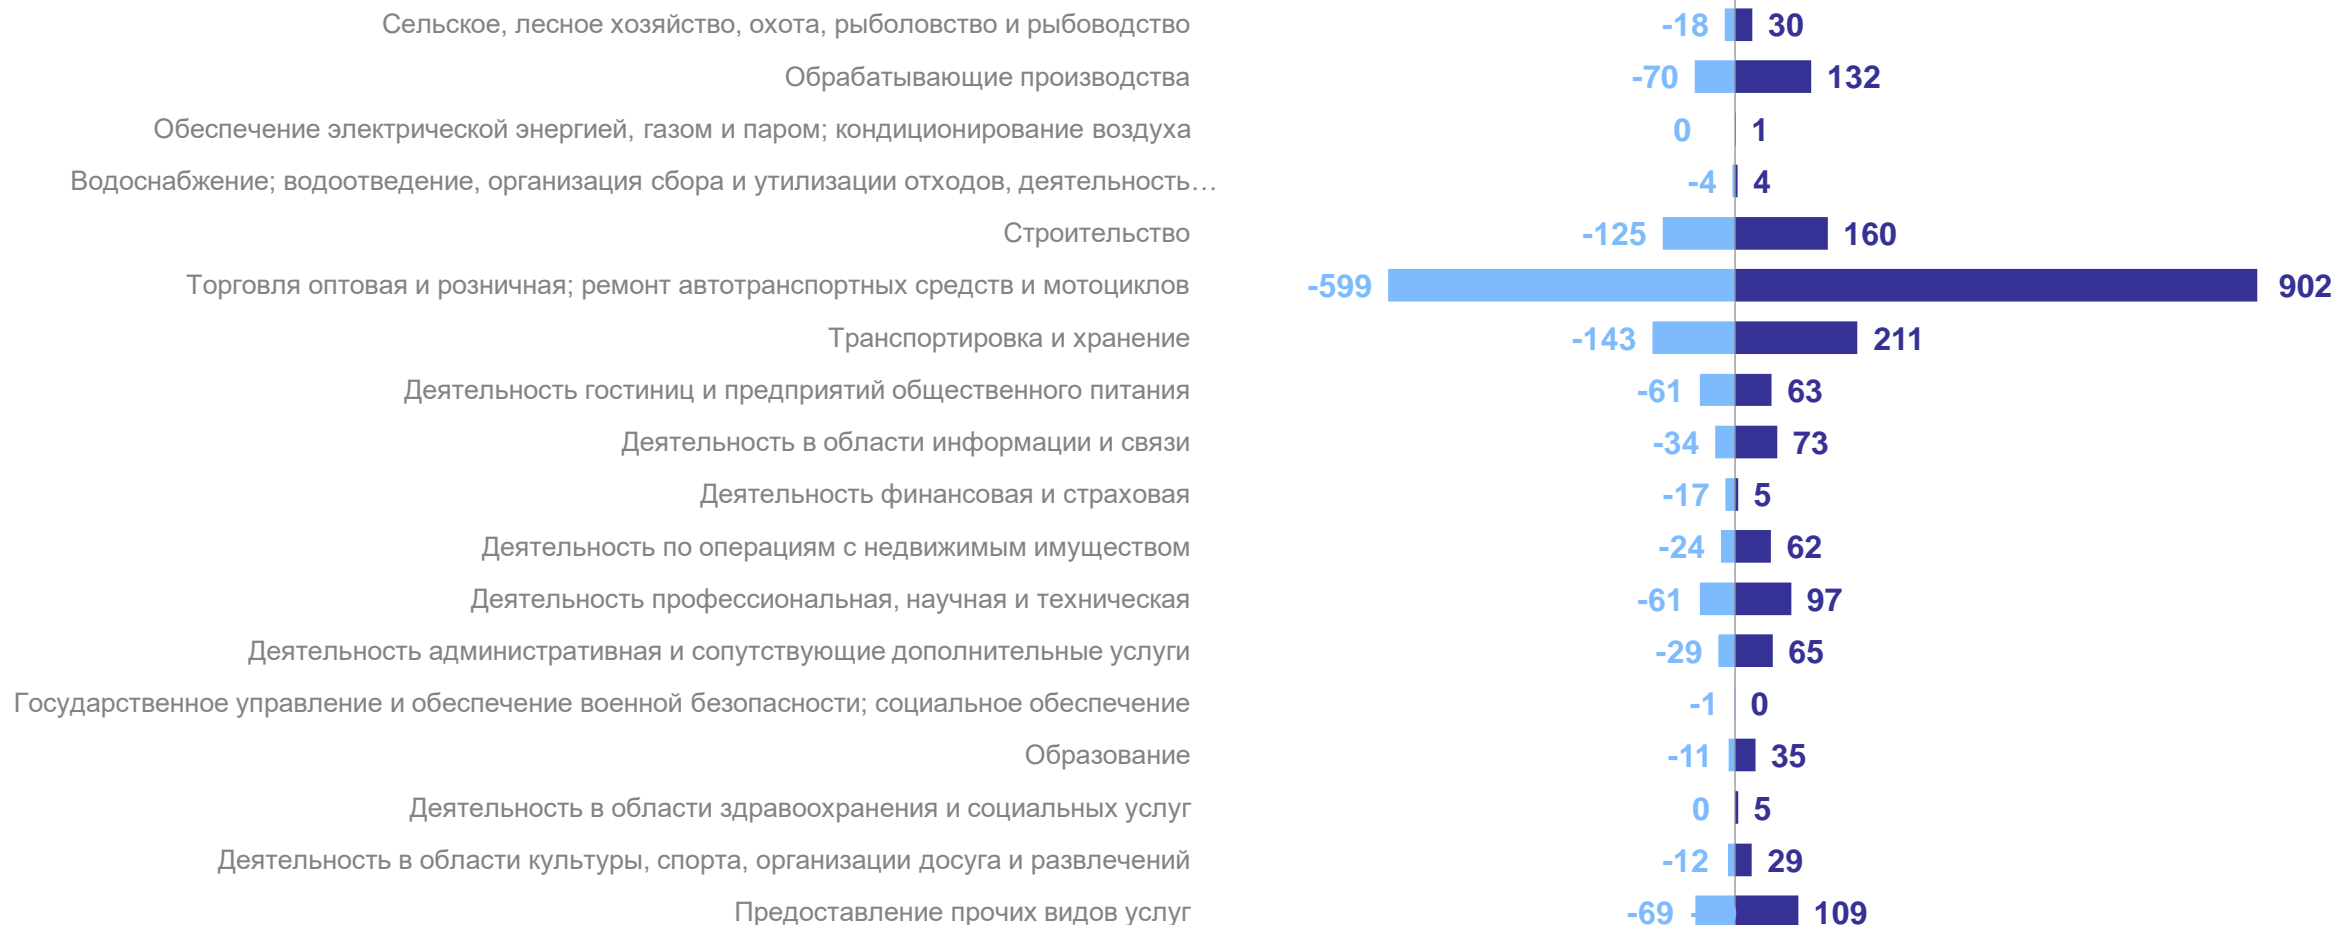 Сельское, лесное хозяйство, охота, рыболовство и рыбоводство -18 30
Обрабатывающие производства -70 132
Обеспечение электрической энергией, газом и паром; кондиционирование воздуха 0 1
Водоснабжение; водоотведение, организация сбора и утилизации отходов, деятельность… -4 4
Строительство -125 160
Торговля оптовая и розничная; ремонт автотранспортных средств и мотоциклов -599 902
Транспортировка и хранение -143 211
Деятельность гостиниц и предприятий общественного питания -61 63
Деятельность в области информации и связи -34 73
Деятельность финансовая и страховая -17 5
Деятельность по операциям с недвижимым имуществом -24 62
Деятельность профессиональная, научная и техническая -61 97
Деятельность административная и сопутствующие дополнительные услуги -29 65
Государственное управление и обеспечение военной безопасности; социальное обеспечение -1 0
Образование -11 35
Деятельность в области здравоохранения и социальных услуг 0 5
Деятельность в области культуры, спорта, организации досуга и развлечений -12 29
Предоставление прочих видов услуг -69 109